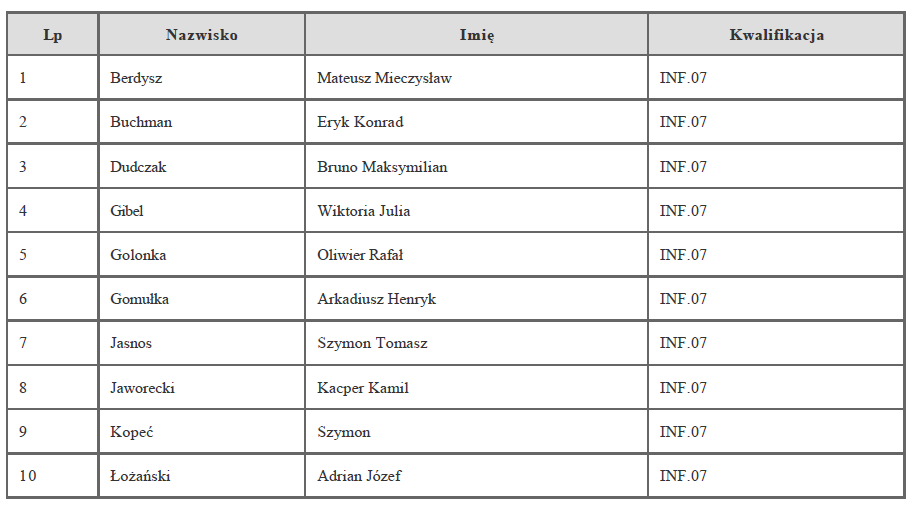 Lp Nazwisko Imię Kwalifikacja
1 Berdysz Mateusz Mieczysław INF.07
2 Buchman Eryk Konrad INF.07
3 Dudczak Bruno Maksymilian INF.07
4 Gibel Wiktoria Julia INF.07
5 Golonka Oliwier Rafał INF.07
6 Gomułka Arkadiusz Henryk INF.07
7 Jasnos Szymon Tomasz INF.07
8 Jaworecki Kacper Kamil INF.07
9 Kopeć Szymon INF.07
10 Łożański Adrian Józef INF.07